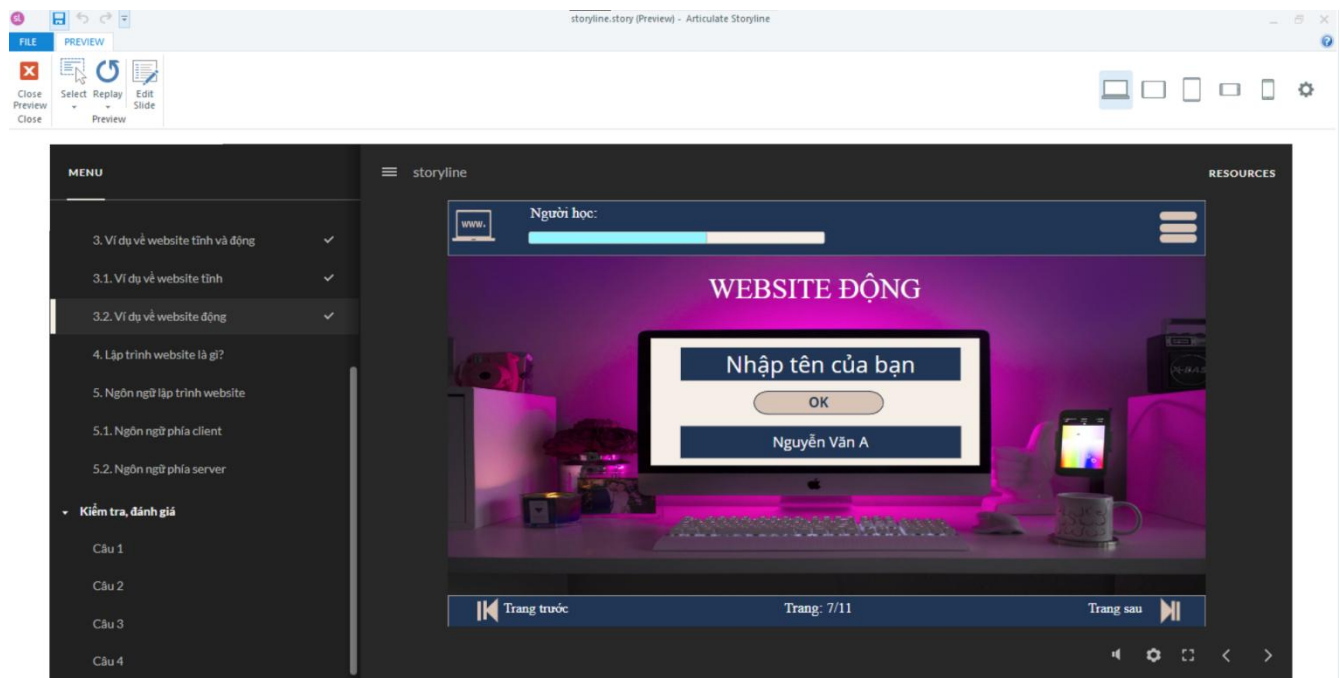 storyline.story (Preview) - Articulate Storyline
FILE
PREVIEW
Close Preview
Select
Replay
Edit Slide
Close
Preview
MENU
storyline
RESOURCES
3. Ví dụ về website tĩnh và động
3.1. Ví dụ về website tĩnh
3.2. Ví dụ về website động
4. Lập trình website là gì?
5. Ngôn ngữ lập trình website
5.1. Ngôn ngữ phía client
5.2. Ngôn ngữ phía server
Kiểm tra, đánh giá
Câu 1
Câu 2
Câu 3
Câu 4
www.
Người học:
WEBSITE ĐỘNG
Nhập tên của bạn
OK
Nguyễn Văn A
Trang trước
Trang: 7/11
Trang sau